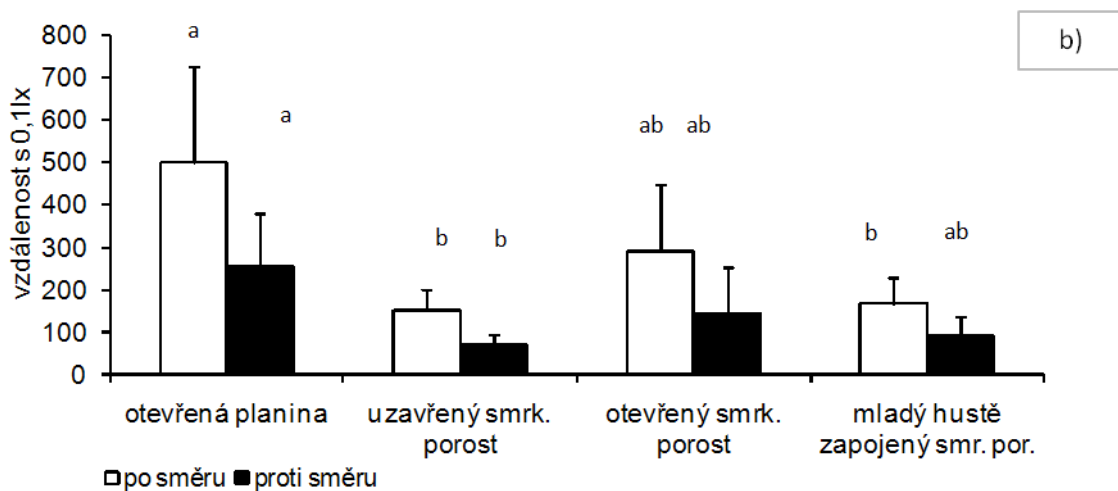 b)
vzdálenost s 0,1lx
800
700
600
500
400
300
200
100
0
a
a
b
b
ab
ab
b
ab
otevřená planina
uzavřený smrk.
porost
otevřený smrk.
porost
mladý hustě
zapojený smr. por.
po směru
proti směru